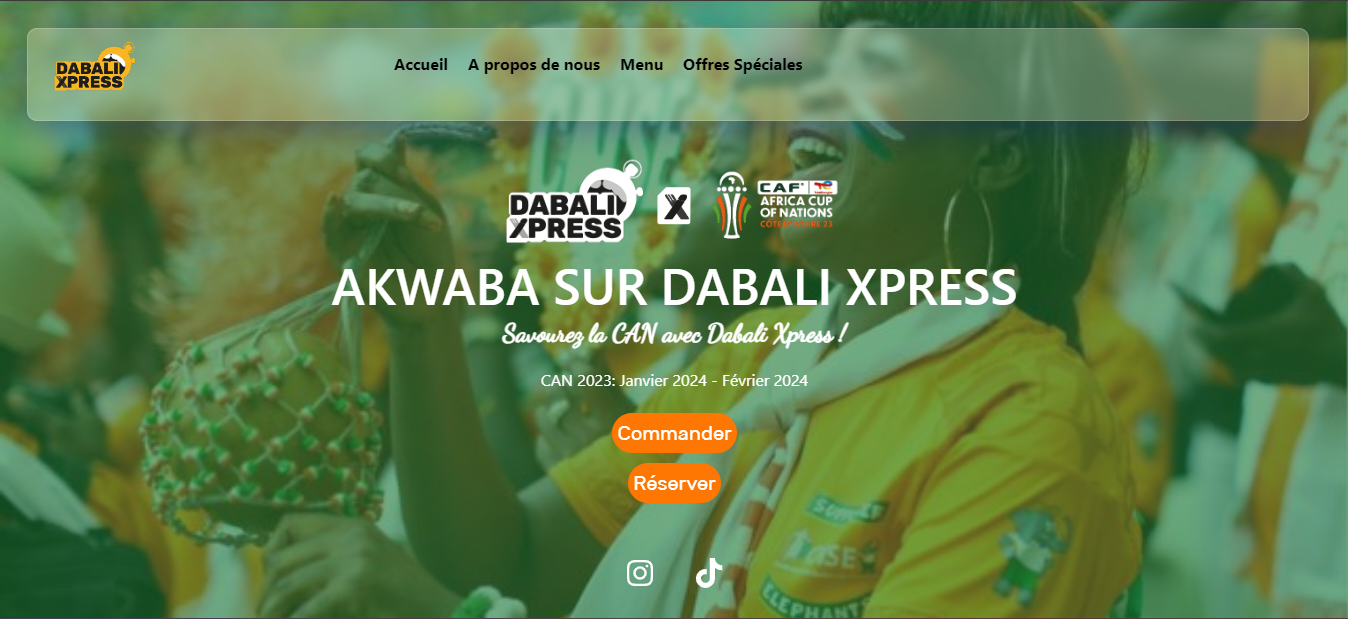 DABALI
XPRESS
Accueil
A propos de nous
Menu
Offres Spéciales
DABALI
XPRESS
X
CAF
AFRICA CUP
OF NATIONS
CÔTE D'IVOIRE 23
AKWABA SUR DABALI XPRESS
Savourez la CAN avec Dabali Xpress !
CAN 2023: Janvier 2024 - Février 2024
Commander
Réserver
ELEPHANTS